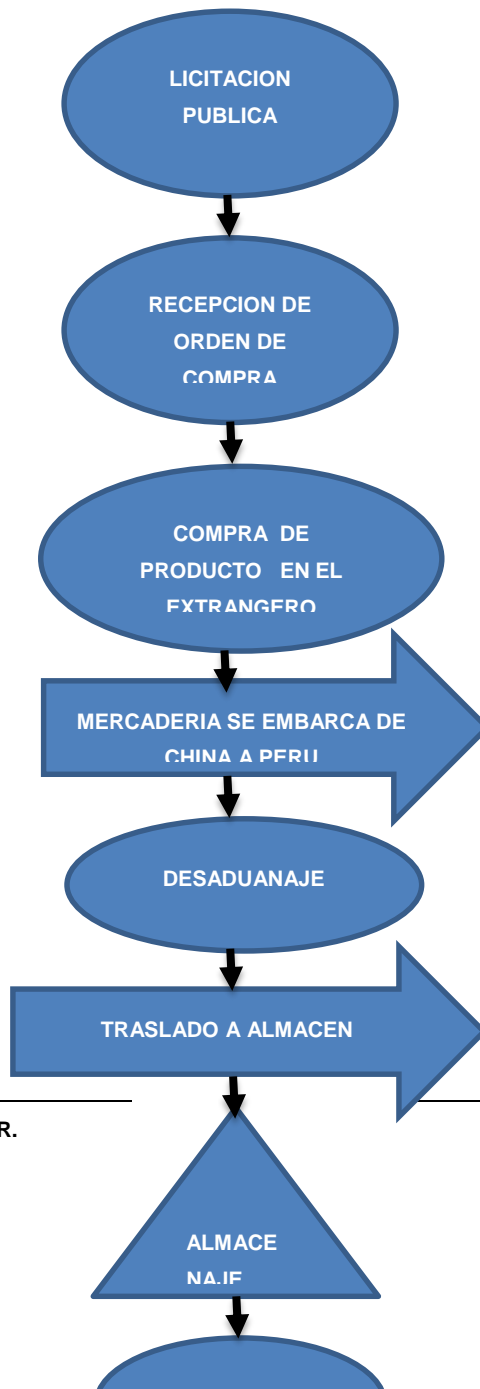 LICITACION
PUBLICA
RECEPCION DE
ORDEN DE
COMPRA
COMPRA DE
PRODUCTO EN EL
EXTRANGERO
MERCADERIA SE EMBARCA DE
CHINA A PERU
DESADUANAJE
TRASLADO A ALMACEN
R.
ALMACE
NAJE